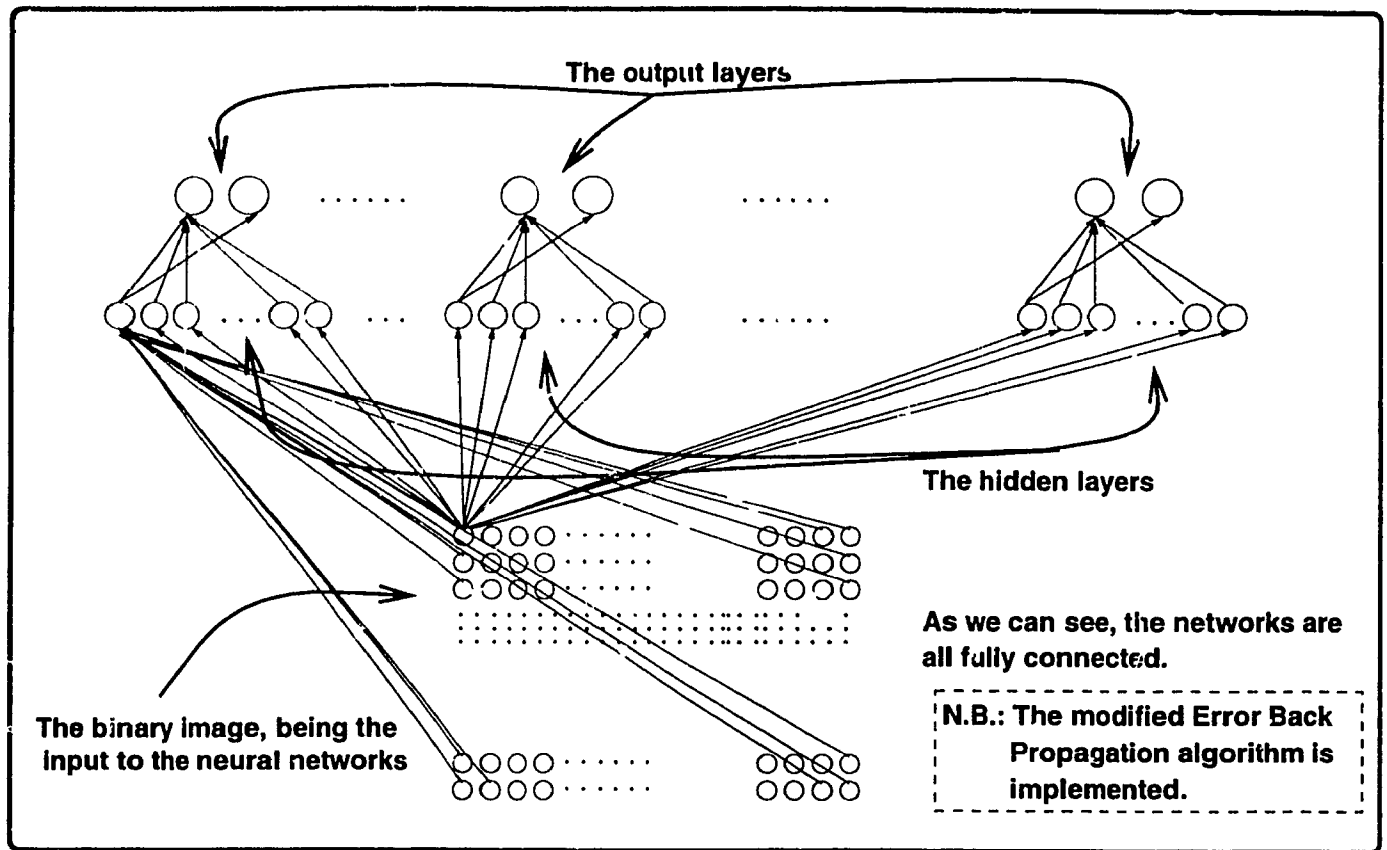 The output layers
The hidden layers
As we can see, the networks are
all fully connected.
The binary image, being the
input to the neural networks
N.B.: The modified Error Back
Propagation algorithm is
implemented.